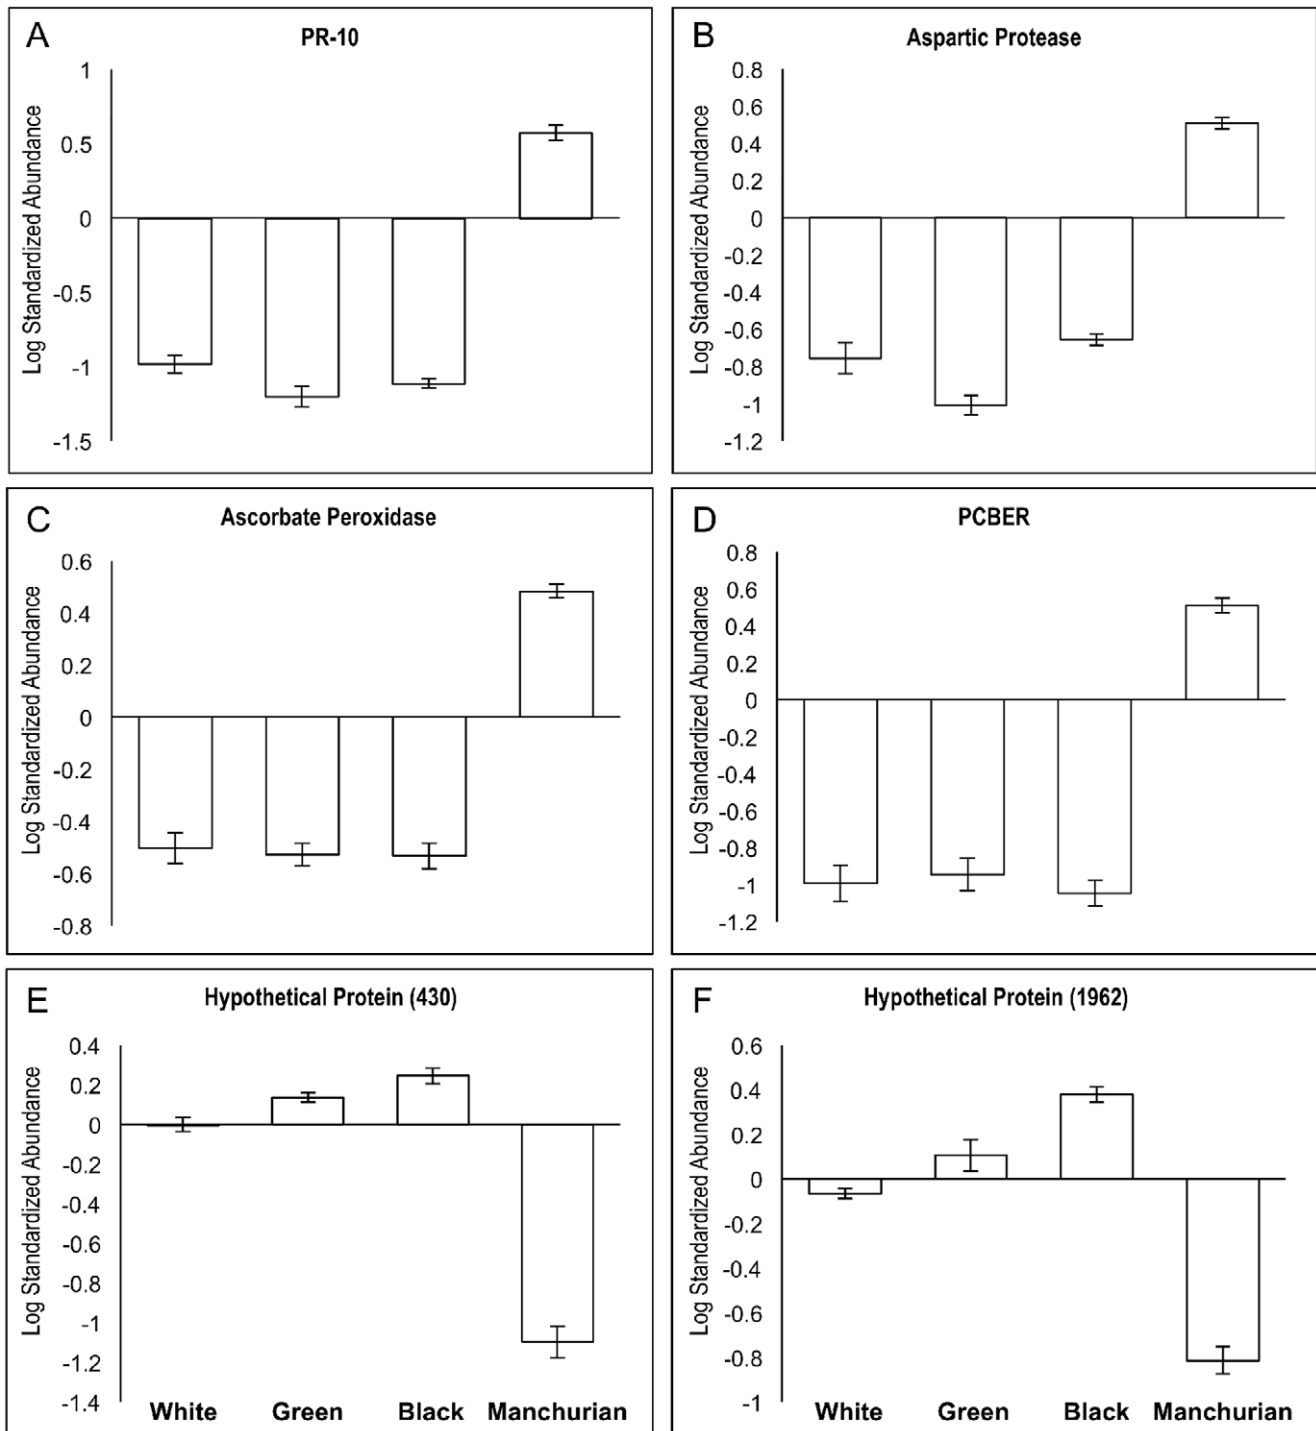 A
PR-10
Log Standardized Abundance
1
0.5
0
-0.5
-1
-1.5
B
Aspartic Protease
Log Standardized Abundance
0.8
0.6
0.4
0.2
0
-0.2
-0.4
-0.6
-0.8
-1
-1.2
C
Ascorbate Peroxidase
Log Standardized Abundance
0.6
0.4
0.2
0
-0.2
-0.4
-0.6
-0.8
D
PCBER
Log Standardized Abundance
0.8
0.6
0.4
0.2
0
-0.2
-0.4
-0.6
-0.8
-1
-1.2
E
Hypothetical Protein (430)
Log Standardized Abundance
0.4
0.2
0
-0.2
-0.4
-0.6
-0.8
-1
-1.2
-1.4
White Green Black Manchurian
F
Hypothetical Protein (1962)
Log Standardized Abundance
0.6
0.4
0.2
0
-0.2
-0.4
-0.6
-0.8
-1
White Green Black Manchurian